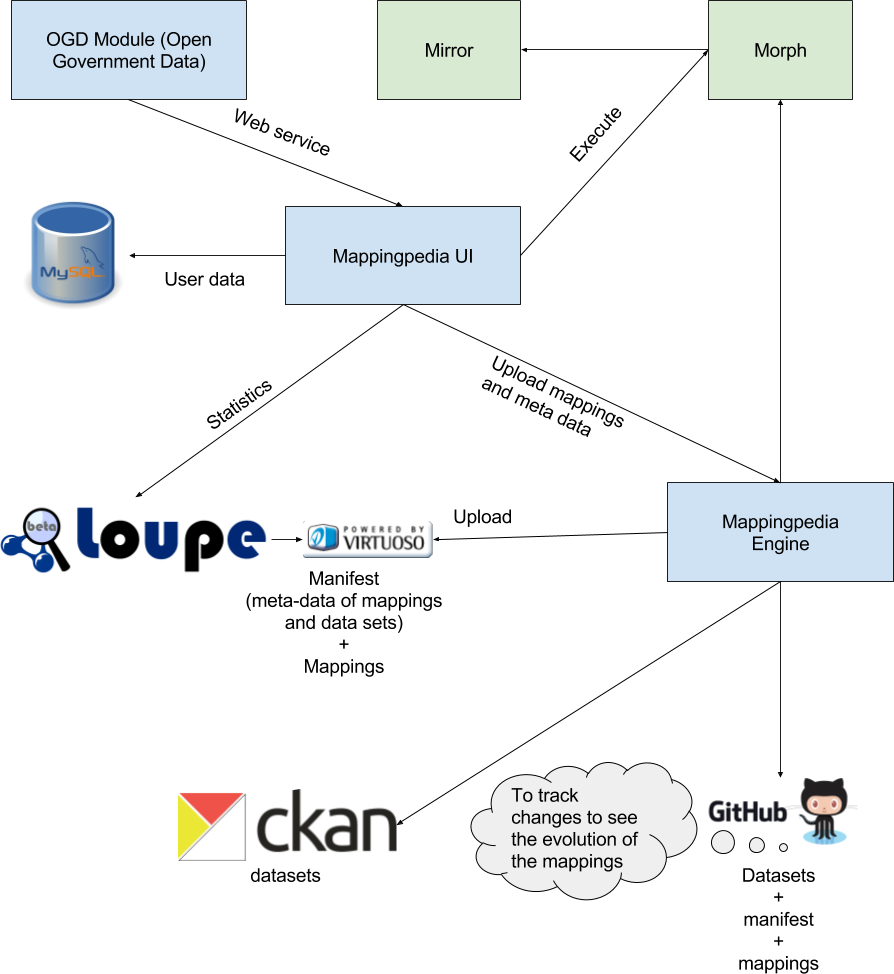 OGD Module (Open
Government Data)
Mirror
Morph
Web service
Execute
MySQL
User data
Mappingpedia UI
Statistics
Upload mappings
and meta data
beta
Loupe
POWERED BY
VIRTUOSO
Upload
Mappingpedia
Engine
Manifest
(meta-data of mappings
and data sets)
+
Mappings
ckan
datasets
To track
changes to see
the evolution of
the mappings
GitHub
Datasets
+
manifest
+
mappings